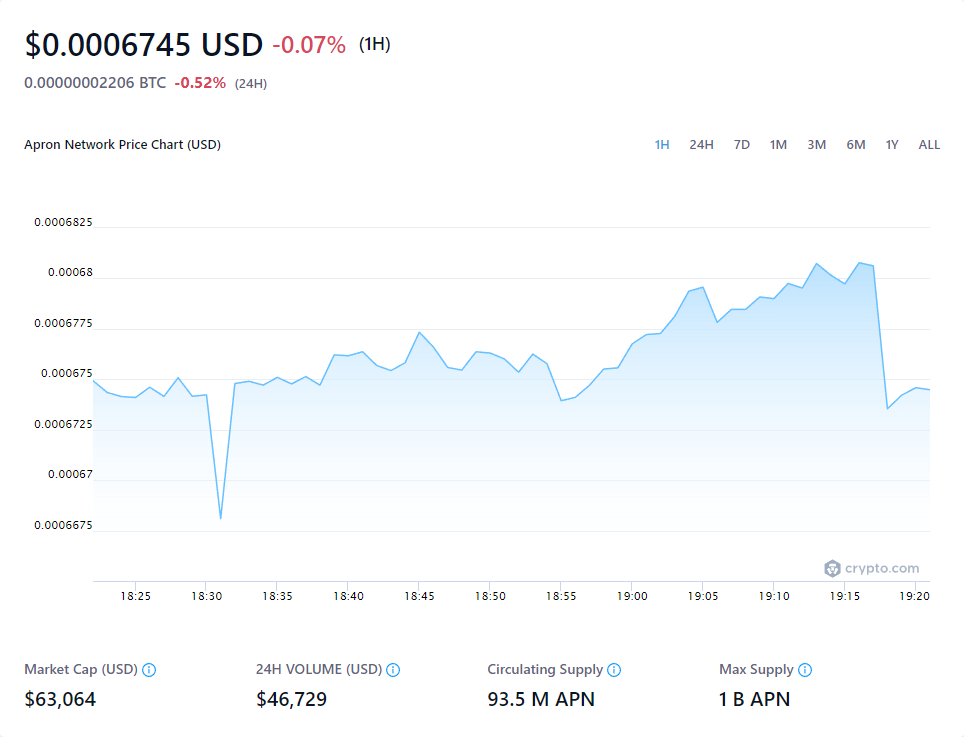 $0.0006745 USD -0.07% (1H)
0.00000002206 BTC -0.52% (24H)
Apron Network Price Chart (USD) 1H 24H 7D 1M 3M 6M 1Y ALL
0.0006825
0.00068
0.0006775
0.000675
0.0006725
0.00067
0.0006675
crypto.com
18:25 18:30 18:35 18:40 18:45 18:50 18:55 19:00 19:05 19:10 19:15 19:20
Market Cap (USD) 24H VOLUME (USD) Circulating Supply Max Supply
$63,064 $46,729 93.5 M APN 1 B APN